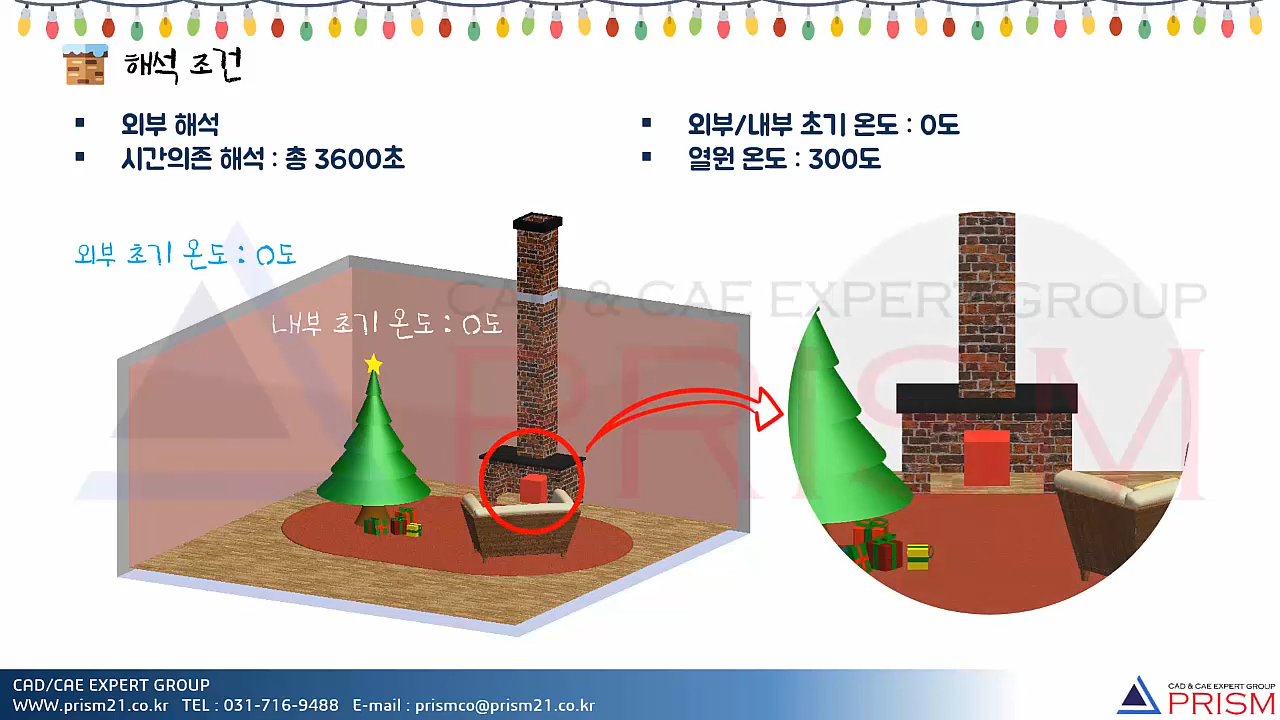 해석 조건
외부 해석
시간의존 해석 : 총 3600초
외부/내부 초기 온도 : 0도
열원 온도 : 300도
외부 초기 온도 : 0도
내부 초기 온도 : 0도
CAD & CAE EXPERT GROUP
PRISM
CAD/CAE EXPERT GROUP
WWW.prism21.co.kr TEL : 031-716-9488 E-mail : prismco@prism21.co.kr
CAD & CAE EXPERT GROUP
PRISM